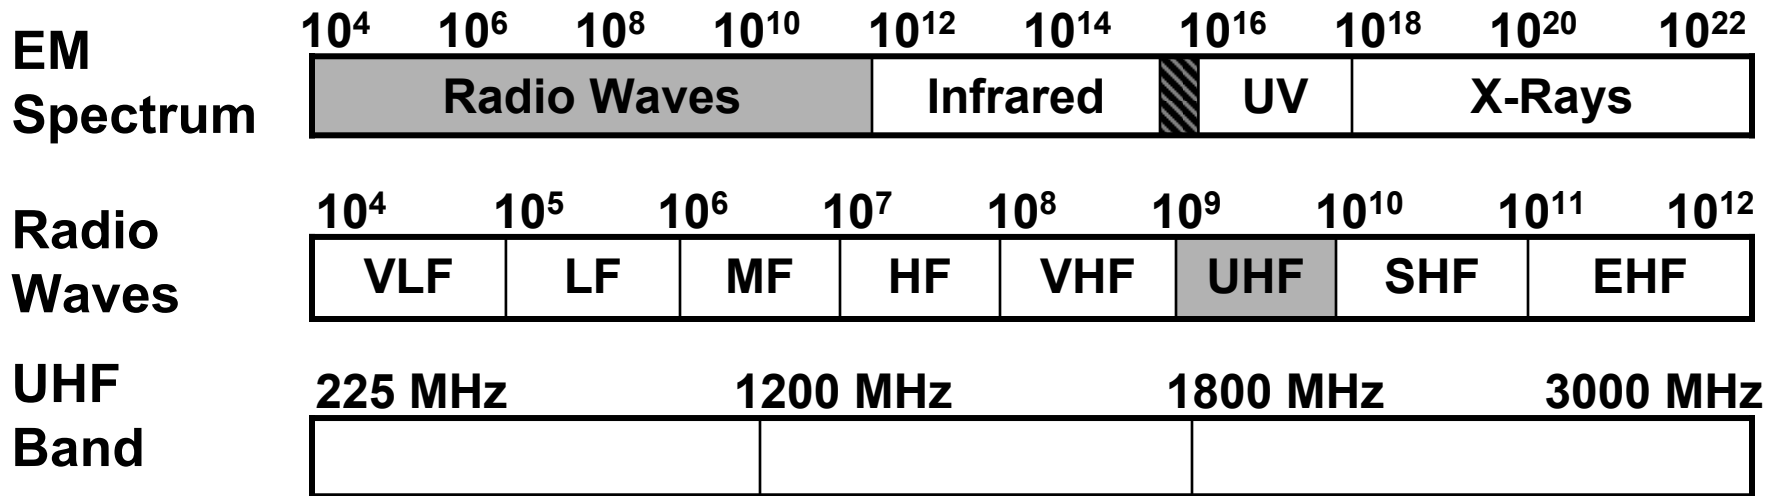 EM
Spectrum
10⁴ 10⁶ 10⁸ 10¹⁰ 10¹² 10¹⁴ 10¹⁶ 10¹⁸ 10²⁰ 10²²
Radio Waves Infrared UV X-Rays
Radio
Waves
10⁴ 10⁵ 10⁶ 10⁷ 10⁸ 10⁹ 10¹⁰ 10¹¹ 10¹²
VLF LF MF HF VHF UHF SHF EHF
UHF
Band
225 MHz 1200 MHz 1800 MHz 3000 MHz